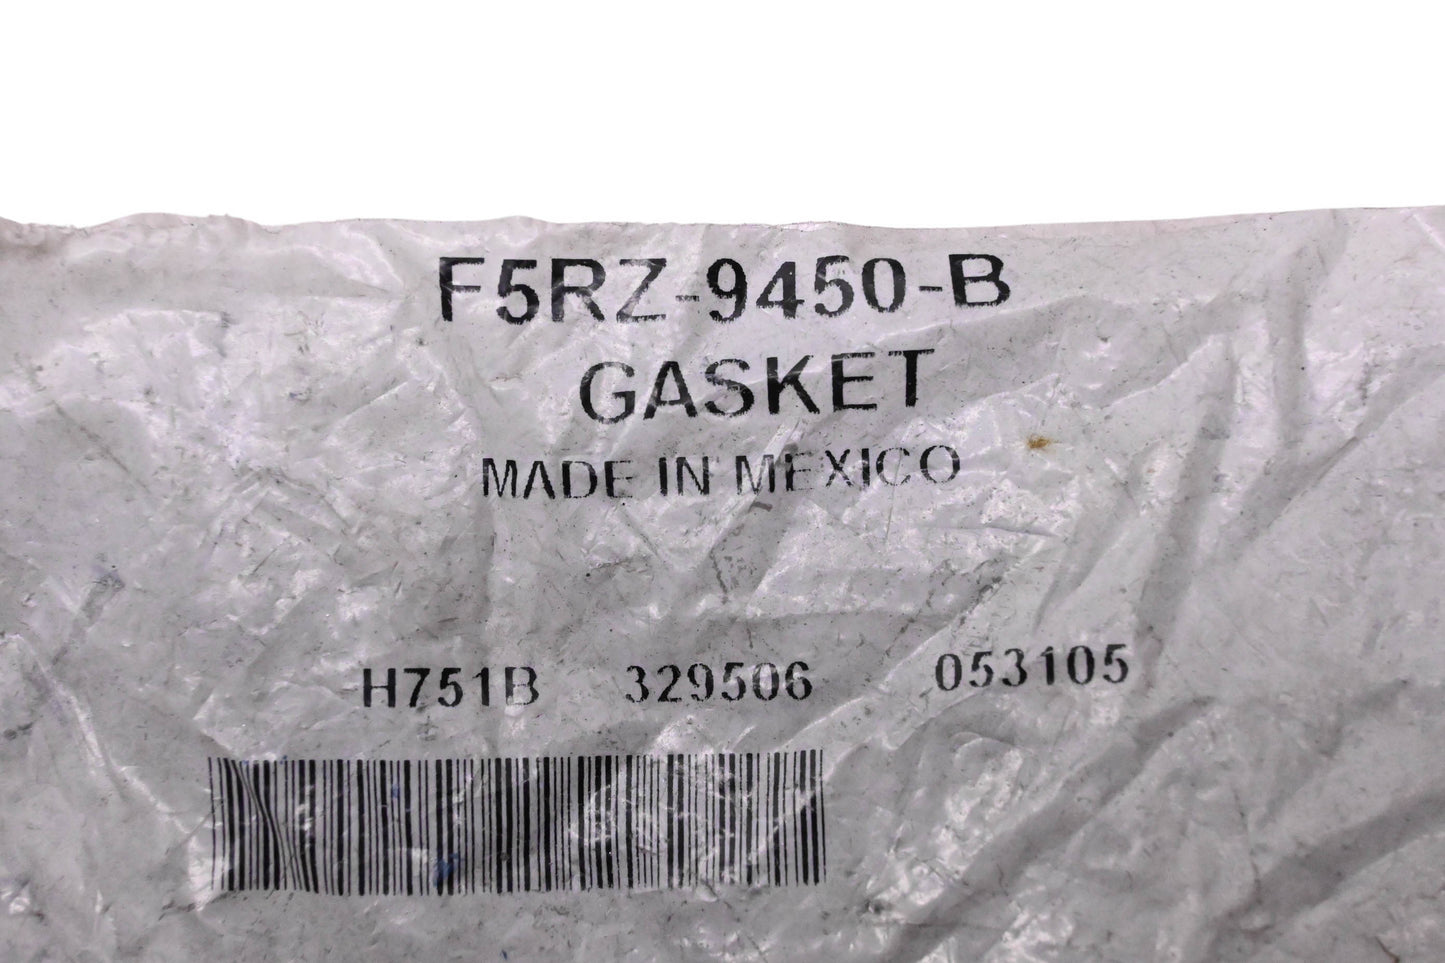 F5RZ-9450-B
GASKET
MADE IN MEXICO
H751B 329506 053105